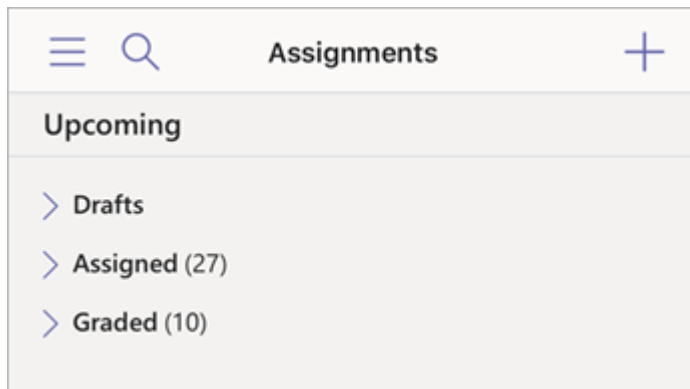 Assignments
Upcoming
Drafts
Assigned (27)
Graded (10)